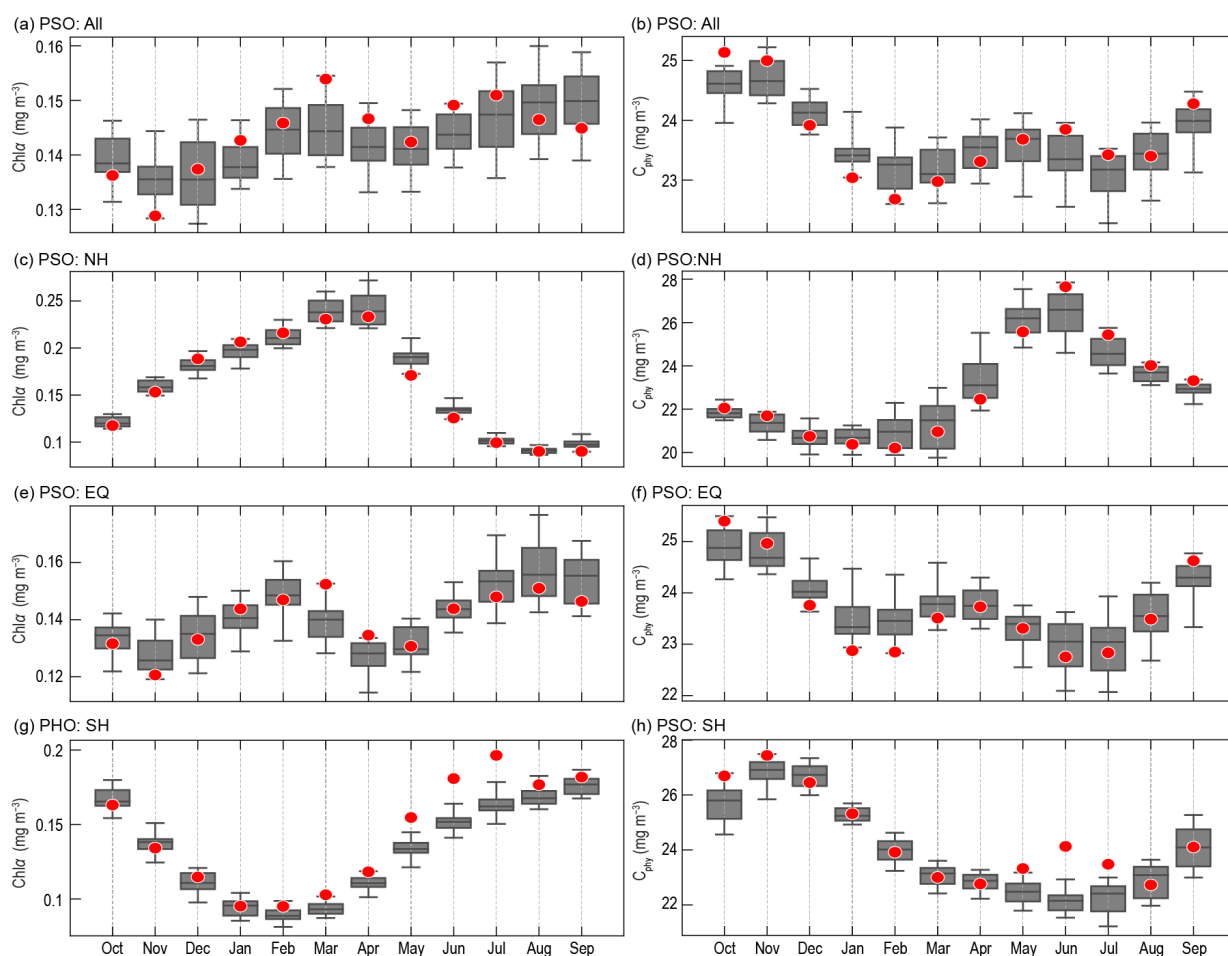 (a) PSO: All
Chlα (mg m⁻³)
0.16
0.15
0.14
0.13
(b) PSO: All
C_phy (mg m⁻³)
25
24
23
(c) PSO: NH
Chlα (mg m⁻³)
0.25
0.2
0.15
0.1
(d) PSO:NH
C_phy (mg m⁻³)
28
26
24
22
20
(e) PSO: EQ
Chlα (mg m⁻³)
0.16
0.14
0.12
(f) PSO: EQ
C_phy (mg m⁻³)
25
24
23
22
(g) PHO: SH
Chlα (mg m⁻³)
0.2
0.15
0.1
Oct Nov Dec Jan Feb Mar Apr May Jun Jul Aug Sep
(h) PSO: SH
C_phy (mg m⁻³)
28
26
24
22
Oct Nov Dec Jan Feb Mar Apr May Jun Jul Aug Sep